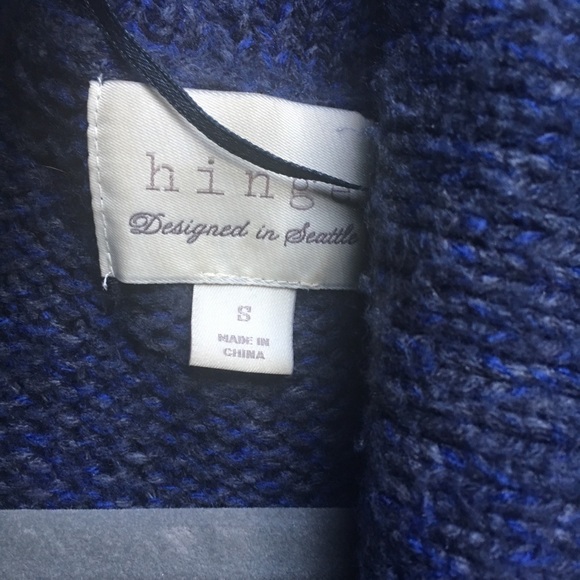 hinge
Designed in Seattle
S
MADE IN
CHINA